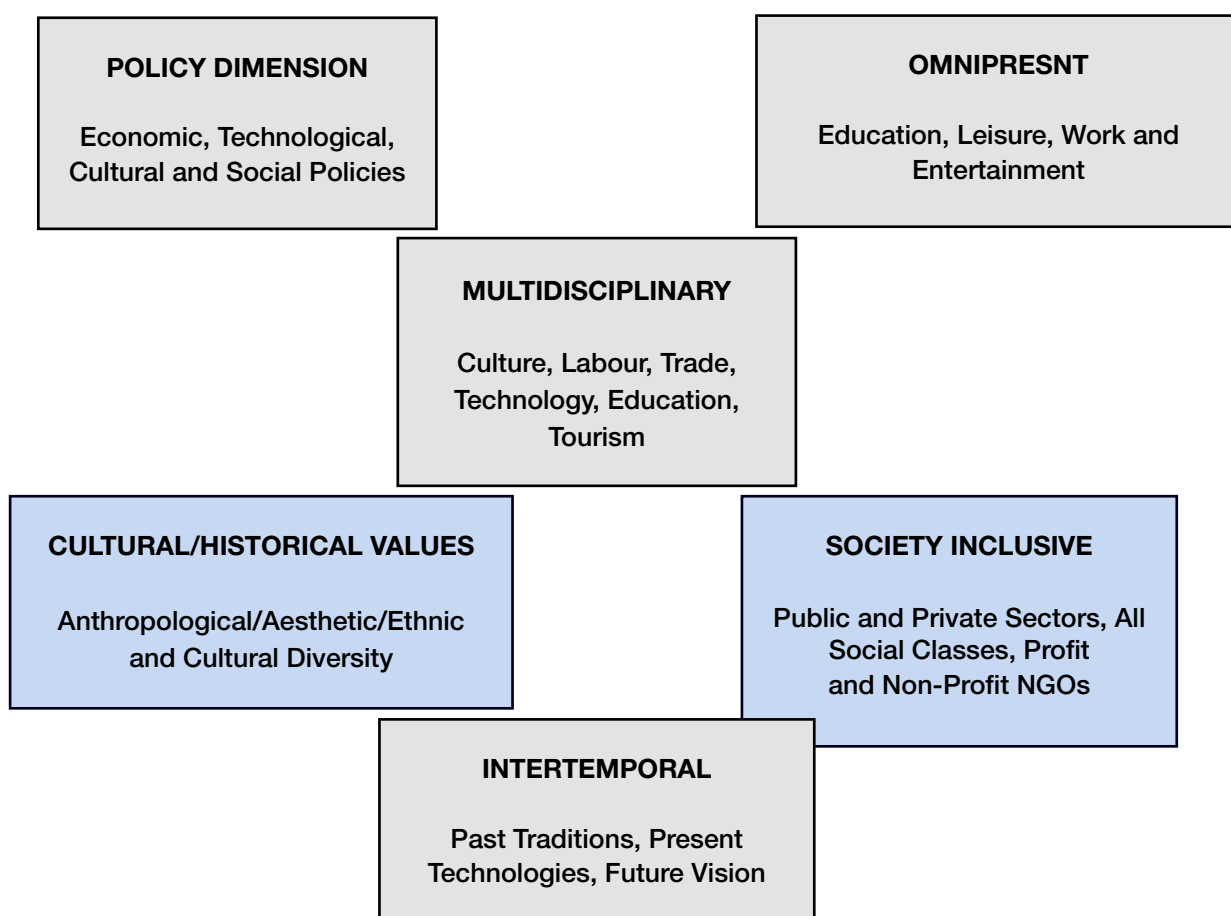 POLICY DIMENSION
Economic, Technological,
Cultural and Social Policies
OMNIPRESNT
Education, Leisure, Work and
Entertainment
MULTIDISCIPLINARY
Culture, Labour, Trade,
Technology, Education,
Tourism
CULTURAL/HISTORICAL VALUES
Anthropological/Aesthetic/Ethnic
and Cultural Diversity
SOCIETY INCLUSIVE
Public and Private Sectors, All
Social Classes, Profit
and Non-Profit NGOs
INTERTEMPORAL
Past Traditions, Present
Technologies, Future Vision